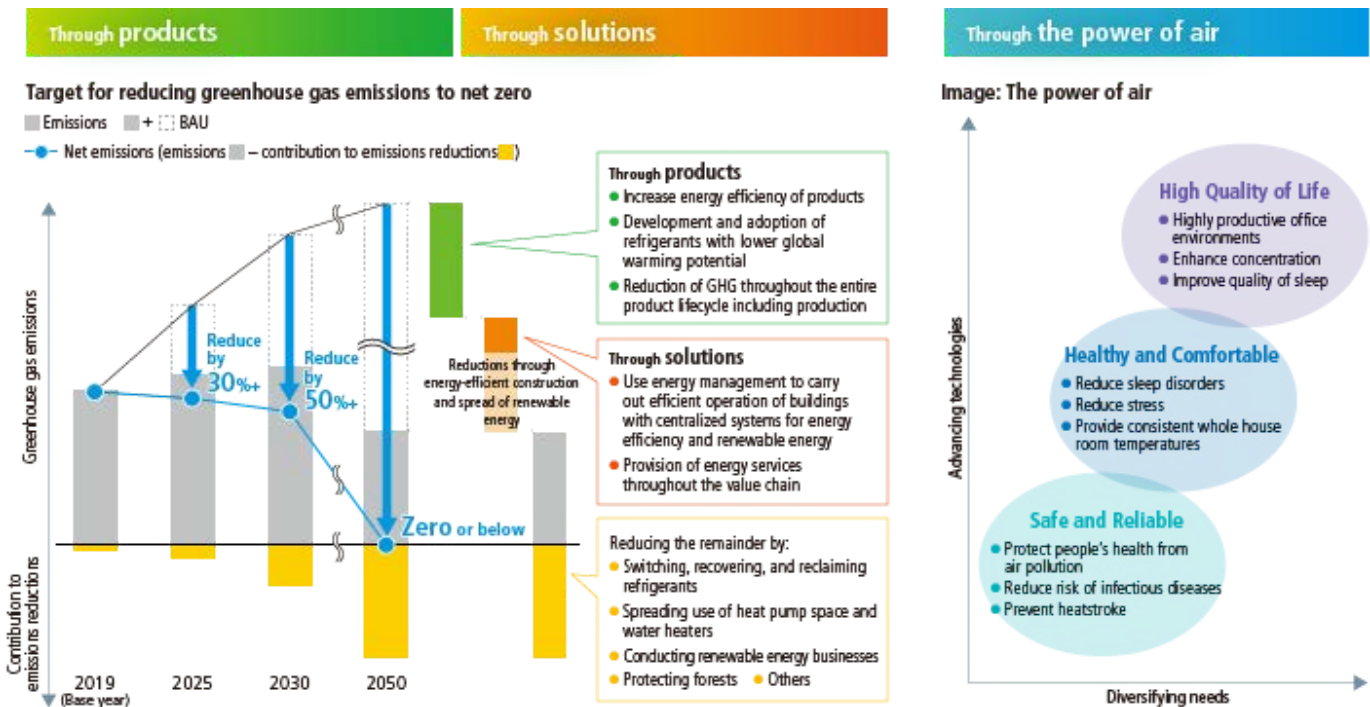 Through products
Through solutions
Through the power of air
Target for reducing greenhouse gas emissions to net zero
Emissions + BAU
Net emissions (emissions – contribution to emissions reductions )
Greenhouse gas emissions
Contribution to
emissions reductions
Reduce
by
30%+
Reduce
by
50%+
Zero or below
2019
(Base year)
2025
2030
2050
Reductions through
energy-efficient construction
and spread of renewable
energy
Through products
● Increase energy efficiency of products
● Development and adoption of
refrigerants with lower global
warming potential
● Reduction of GHG throughout the entire
product lifecycle including production
Through solutions
● Use energy management to carry
out efficient operation of buildings
with centralized systems for energy
efficiency and renewable energy
● Provision of energy services
throughout the value chain
Reducing the remainder by:
● Switching, recovering, and reclaiming
refrigerants
● Spreading use of heat pump space and
water heaters
● Conducting renewable energy businesses
● Protecting forests ● Others
Image: The power of air
Advancing technologies
High Quality of Life
● Highly productive office
environments
● Enhance concentration
● Improve quality of sleep
Healthy and Comfortable
● Reduce sleep disorders
● Reduce stress
● Provide consistent whole house
room temperatures
Safe and Reliable
● Protect people's health from
air pollution
● Reduce risk of infectious diseases
● Prevent heatstroke
Diversifying needs